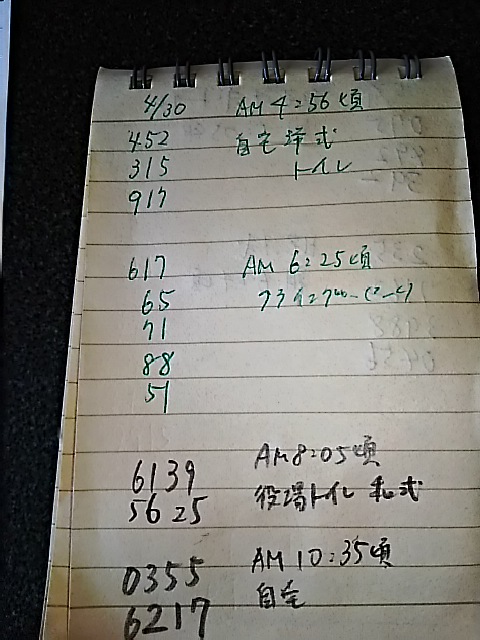 4/30 AM 4:56頃
452 自宅洋式
315 トイレ
917
617 AM 6:25頃
65
71
88
51
6139 AM8:05頃
5625 役場トイレ 式
0355 AM 10:35頃
6217 自宅